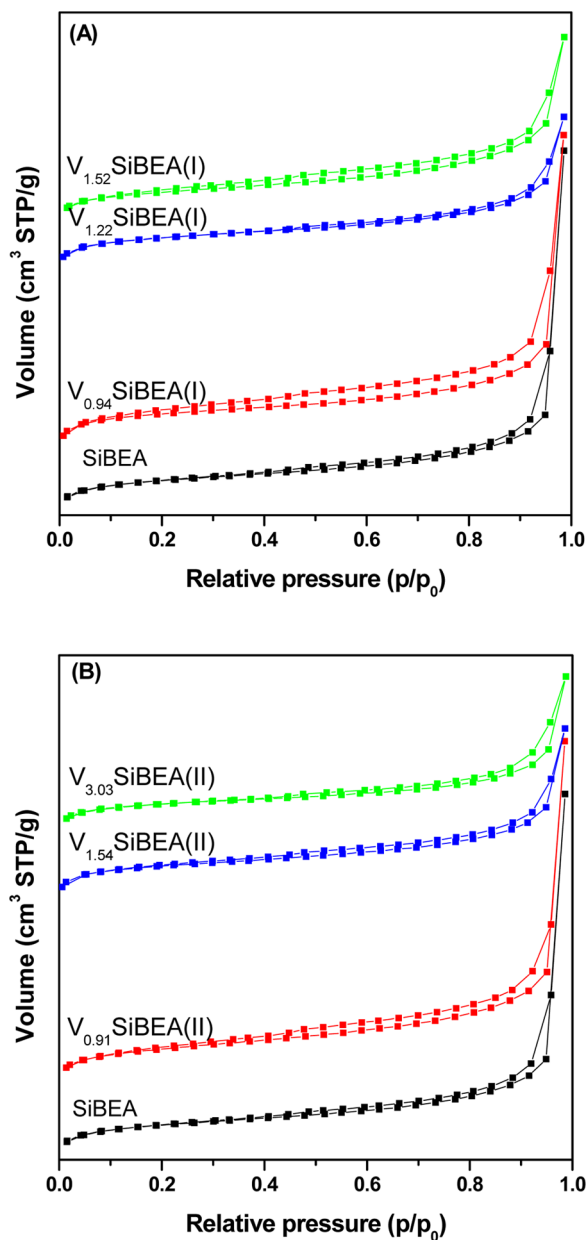 (A)
V1.52SiBEA(I)
V1.22SiBEA(I)
V0.94SiBEA(I)
SiBEA
Volume (cm³ STP/g)
0.0 0.2 0.4 0.6 0.8 1.0
Relative pressure (p/p₀)
(B)
V3.03SiBEA(II)
V1.54SiBEA(II)
V0.91SiBEA(II)
SiBEA
Volume (cm³ STP/g)
0.0 0.2 0.4 0.6 0.8 1.0
Relative pressure (p/p₀)